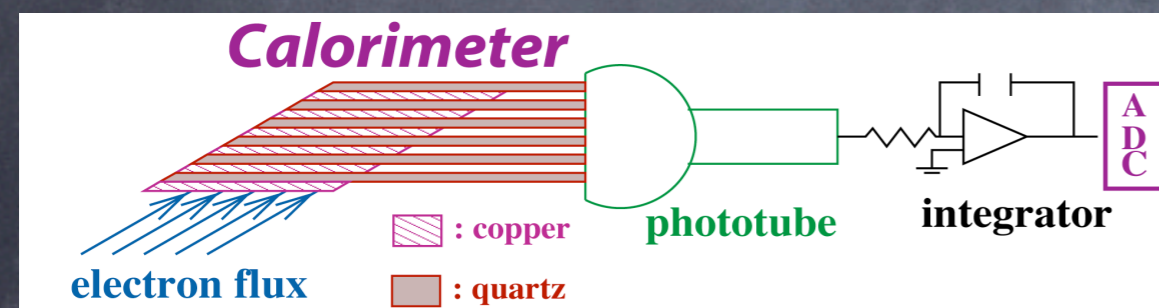 Calorimeter
A
D
C
: copper
phototube
integrator
electron flux
: quartz